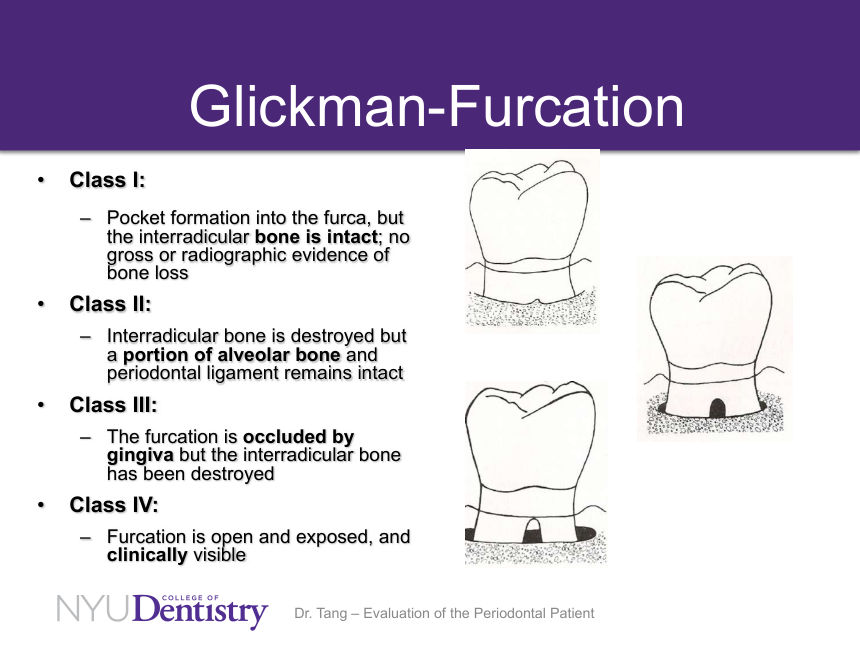 Glickman-Furcation
• Class I:
– Pocket formation into the furca, but
the interradicular bone is intact; no
gross or radiographic evidence of
bone loss
• Class II:
– Interradicular bone is destroyed but
a portion of alveolar bone and
periodontal ligament remains intact
• Class III:
– The furcation is occluded by
gingiva but the interradicular bone
has been destroyed
• Class IV:
– Furcation is open and exposed, and
clinically visible
NYU COLLEGE OF Dentistry
Dr. Tang – Evaluation of the Periodontal Patient